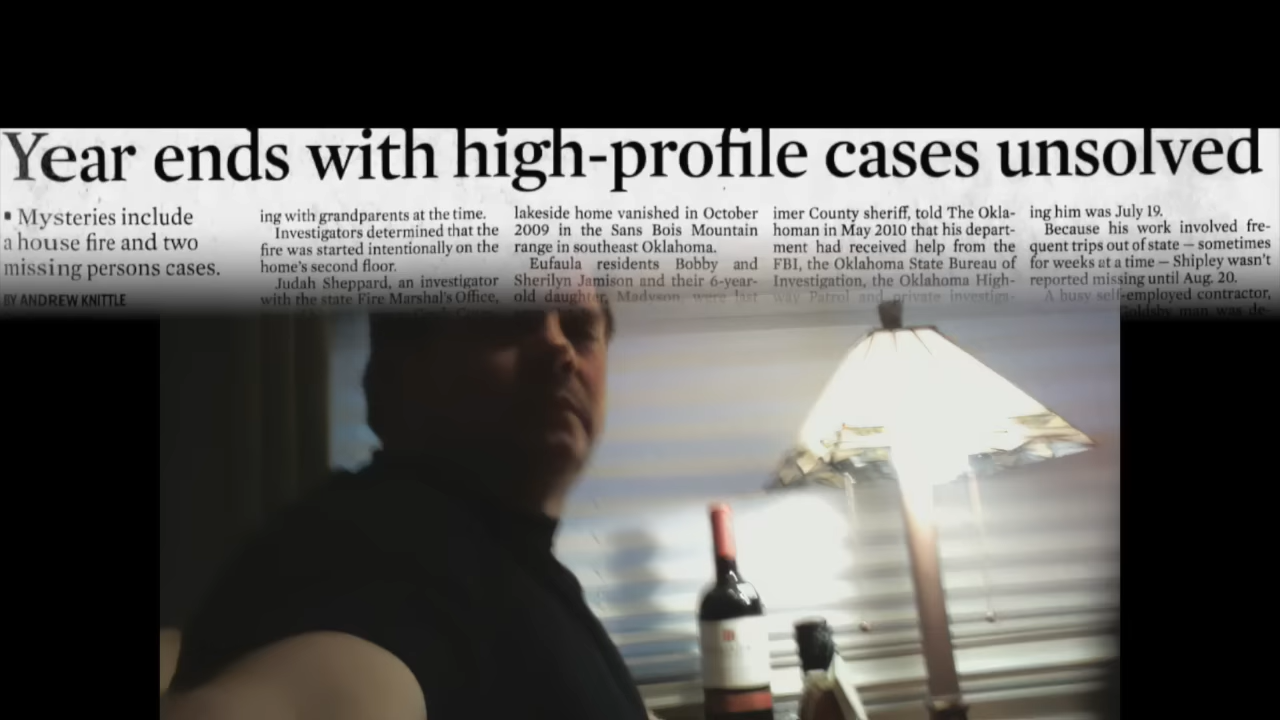 Year ends with high-profile cases unsolved
▪ Mysteries include
a house fire and two
missing persons cases.
BY ANDREW KNITTLE
ing with grandparents at the time.
Investigators determined that the
fire was started intentionally on the
home's second floor.
Judah Sheppard, an investigator
with the state Fire Marshal's Office,
lakeside home vanished in October
2009 in the Sans Bois Mountain
range in southeast Oklahoma.
Eufaula residents Bobby and
Sherilyn Jamison and their 6-year-
old daughter, Madyson, were last
imer County sheriff, told The Okla-
homan in May 2010 that his depart-
ment had received help from the
FBI, the Oklahoma State Bureau of
Investigation, the Oklahoma High-
way Patrol and private investiga-
ing him was July 19.
Because his work involved fre-
quent trips out of state — sometimes
for weeks at a time — Shipley wasn't
reported missing until Aug. 20.
A busy self-employed contractor,
Goldsby man was de-